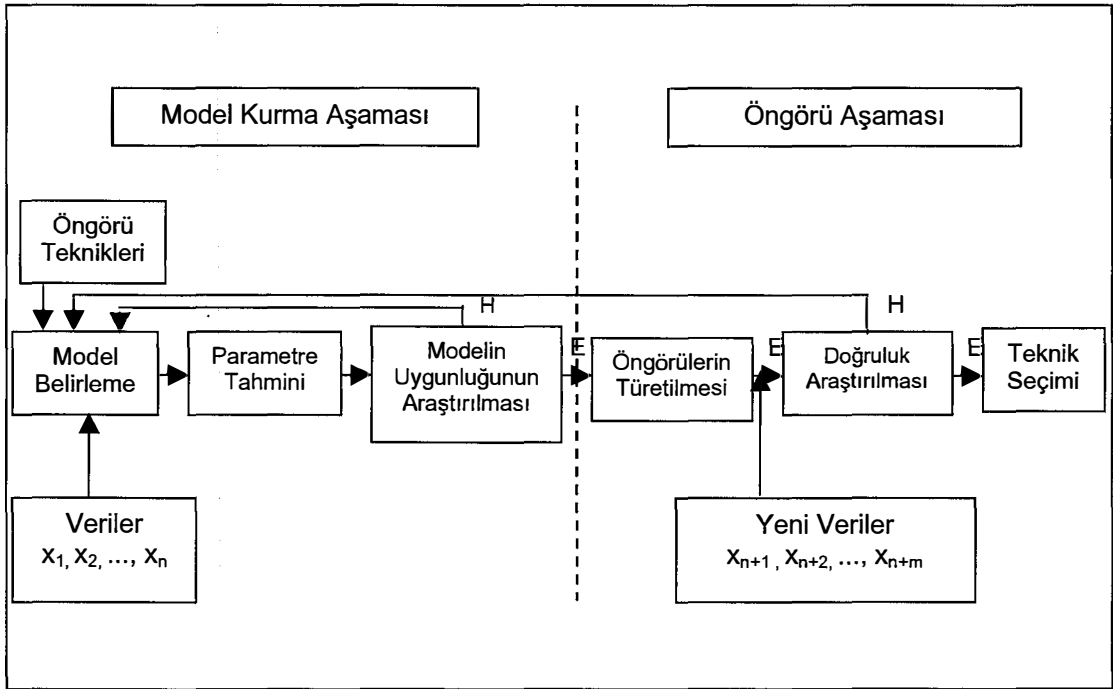 Model Kurma Aşaması
Öngörü Aşaması
Öngörü
Teknikleri
H
H
Model
Belirleme
Parametre
Tahmini
Modelin
Uygunluğunun
Araştırılması
E
Öngörülerin
Türetilmesi
E
Doğruluk
Araştırılması
E
Teknik
Seçimi
Veriler
x₁, x₂, ..., xₙ
Yeni Veriler
xₙ₊₁ , xₙ₊₂, ..., xₙ₊ₘ